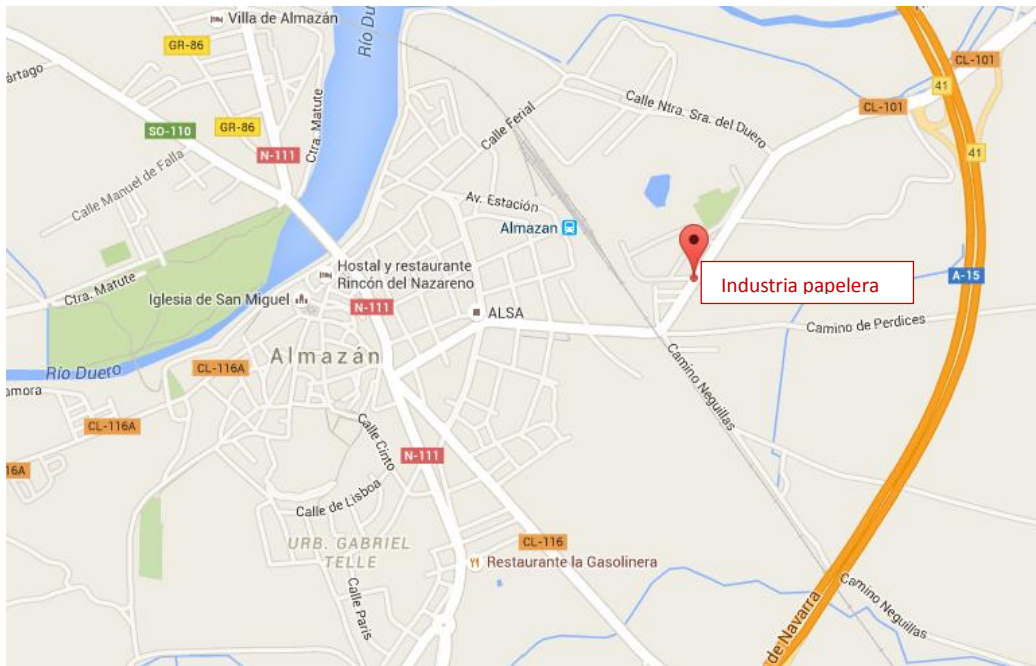 Villa de Almazán
Río Duero
GR-86
CL-101
41
Calle Ntra. Sra. del Duero
CL-101
SO-110
GR-86
Ctra. Matute
Calle Ferial
N-111
41
Calle Manuel de Falla
Av. Estación
Almazan
Hostal y restaurante
Rincón del Nazareno
Industria papelera
A-15
Ctra. Matute
Iglesia de San Miguel
N-111
ALSA
Camino de Perdices
Almazán
Río Duero
CL-116A
Camino Neguillas
CL-116A
Calle Cinto
N-111
16A
Calle de Lisboa
URB. GABRIEL
TELLE
CL-116
Restaurante la Gasolinera
Calle Paris
Camino Neguillas
de Navarra